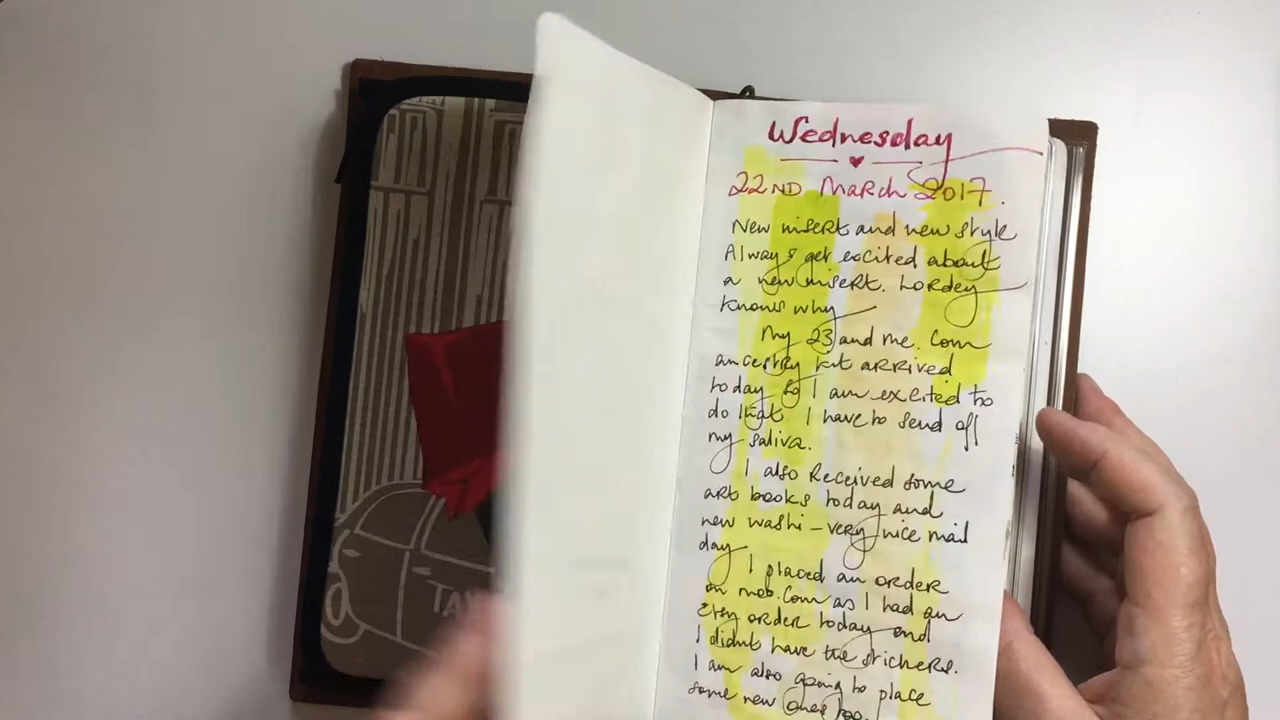 Wednesday
22ND March 2017.
New insert and new style
Always get excited about
a new insert. Lordey
knows why
My 23 and me. Com
ancestry kit arrived
today so I am excited to
do that I have to send off
my saliva.
I also Received some
art books today and
new washi - very nice mail
day I placed an order
on moo.com as I had an
Etsy order today and
I didnt have the stickers.
I am also going to place
some new ones too.
TAX